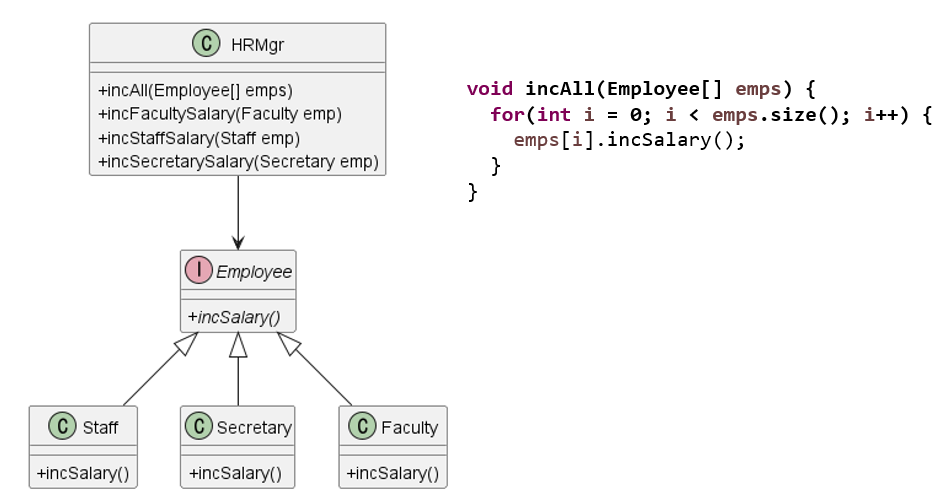 C HRMgr
+incAll(Employee[] emps)
+incFacultySalary(Faculty emp)
+incStaffSalary(Staff emp)
+incSecretarySalary(Secretary emp)
void incAll(Employee[] emps) {
for(int i = 0; i < emps.size(); i++) {
emps[i].incSalary();
}
}
I Employee
+incSalary()
C Staff
+incSalary()
C Secretary
+incSalary()
C Faculty
+incSalary()